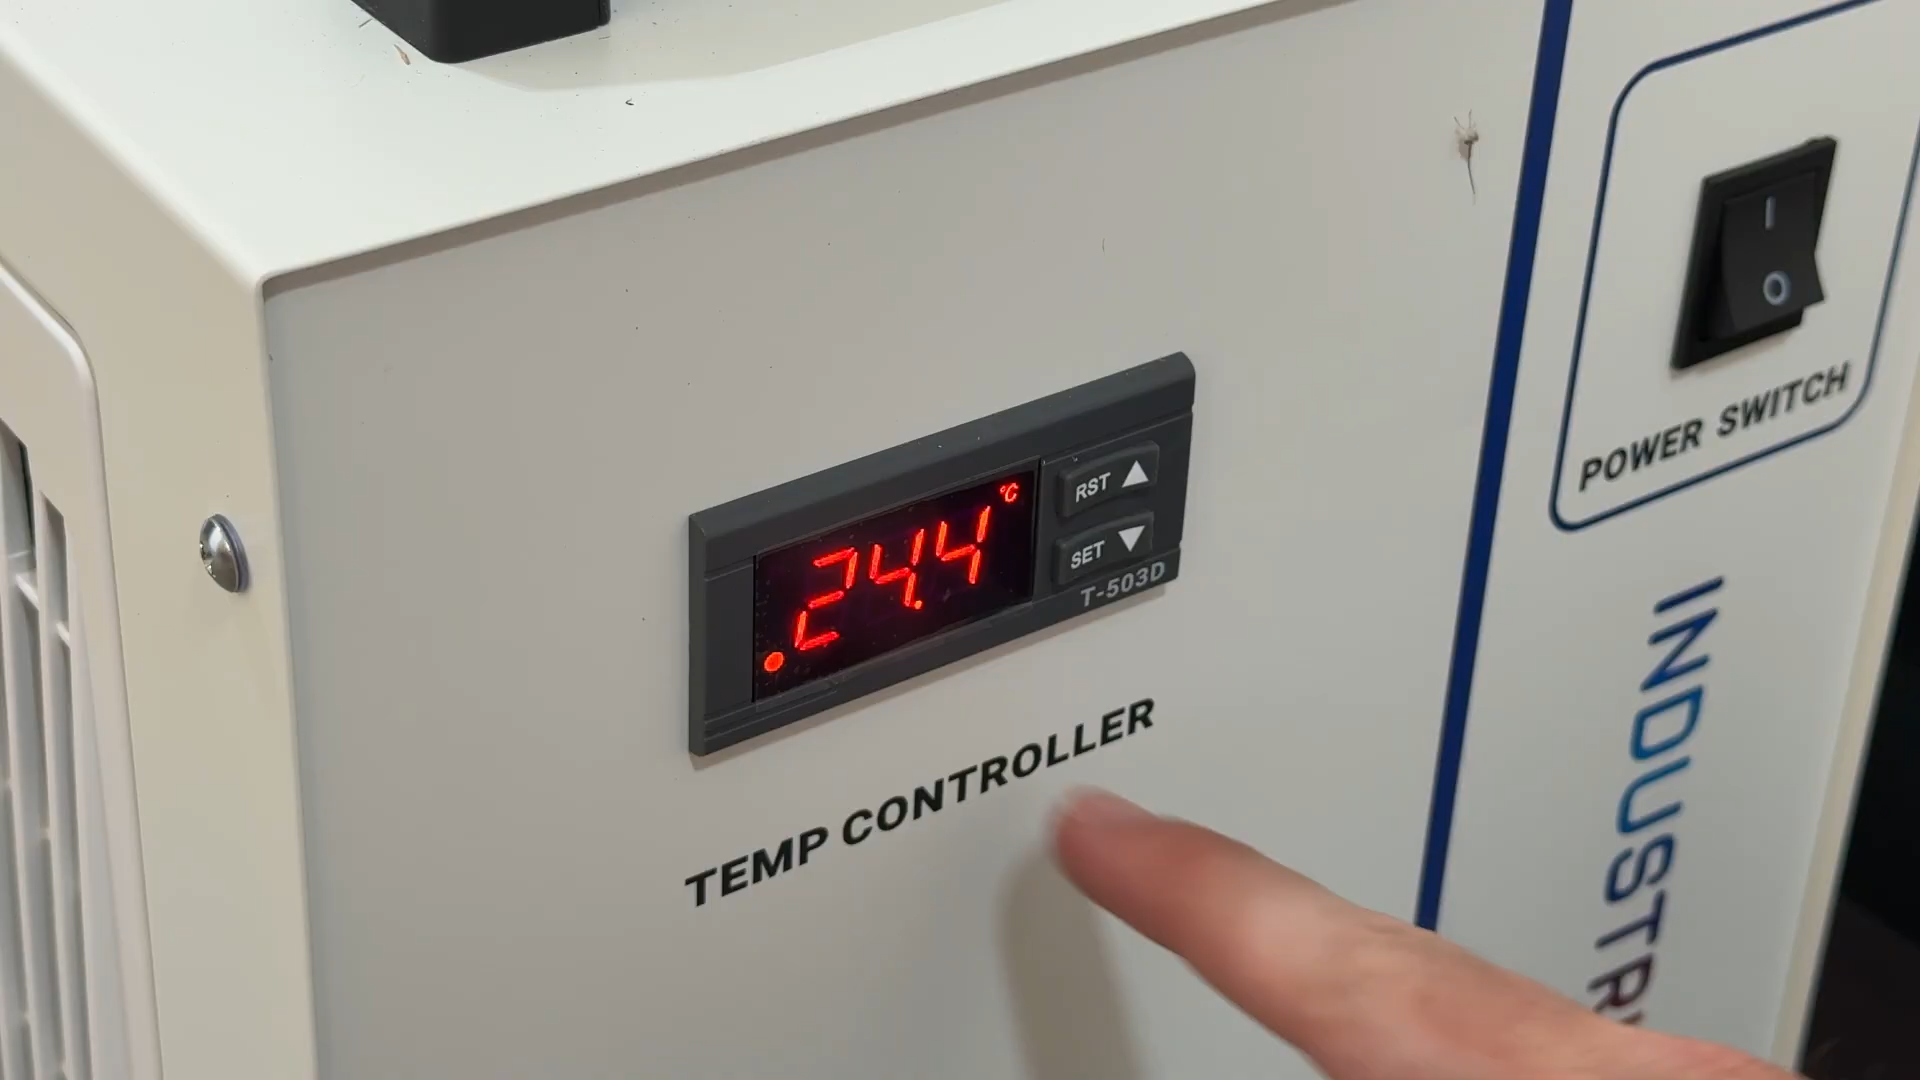 °C
24.4
RST ▲
SET ▼
T-503D
TEMP CONTROLLER
I
O
POWER SWITCH
INDUSTR